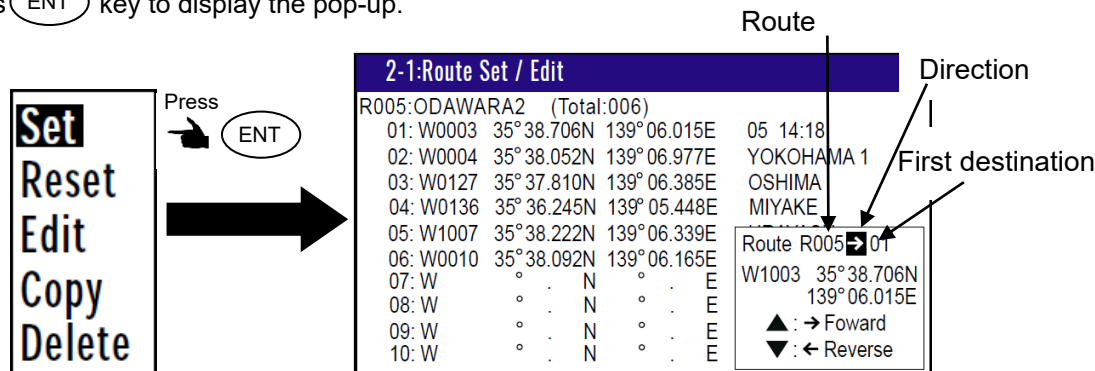 s ENT key to display the pop-up.
Route
Direction
First destination
Press
ENT
Set
Reset
Edit
Copy
Delete
2-1:Route Set / Edit
R005:ODAWARA2 (Total:006)
01: W0003 35°38.706N 139°06.015E 05 14:18
02: W0004 35°38.052N 139°06.977E YOKOHAMA 1
03: W0127 35°37.810N 139°06.385E OSHIMA
04: W0136 35°36.245N 139°05.448E MIYAKE
05: W1007 35°38.222N 139°06.339E
06: W0010 35°38.092N 139°06.165E
07: W ° . N ° . E
08: W ° . N ° . E
09: W ° . N ° . E
10: W ° . N ° . E
Route R005 → 01
W1003 35°38.706N
139°06.015E
▲ : → Foward
▼ : ← Reverse